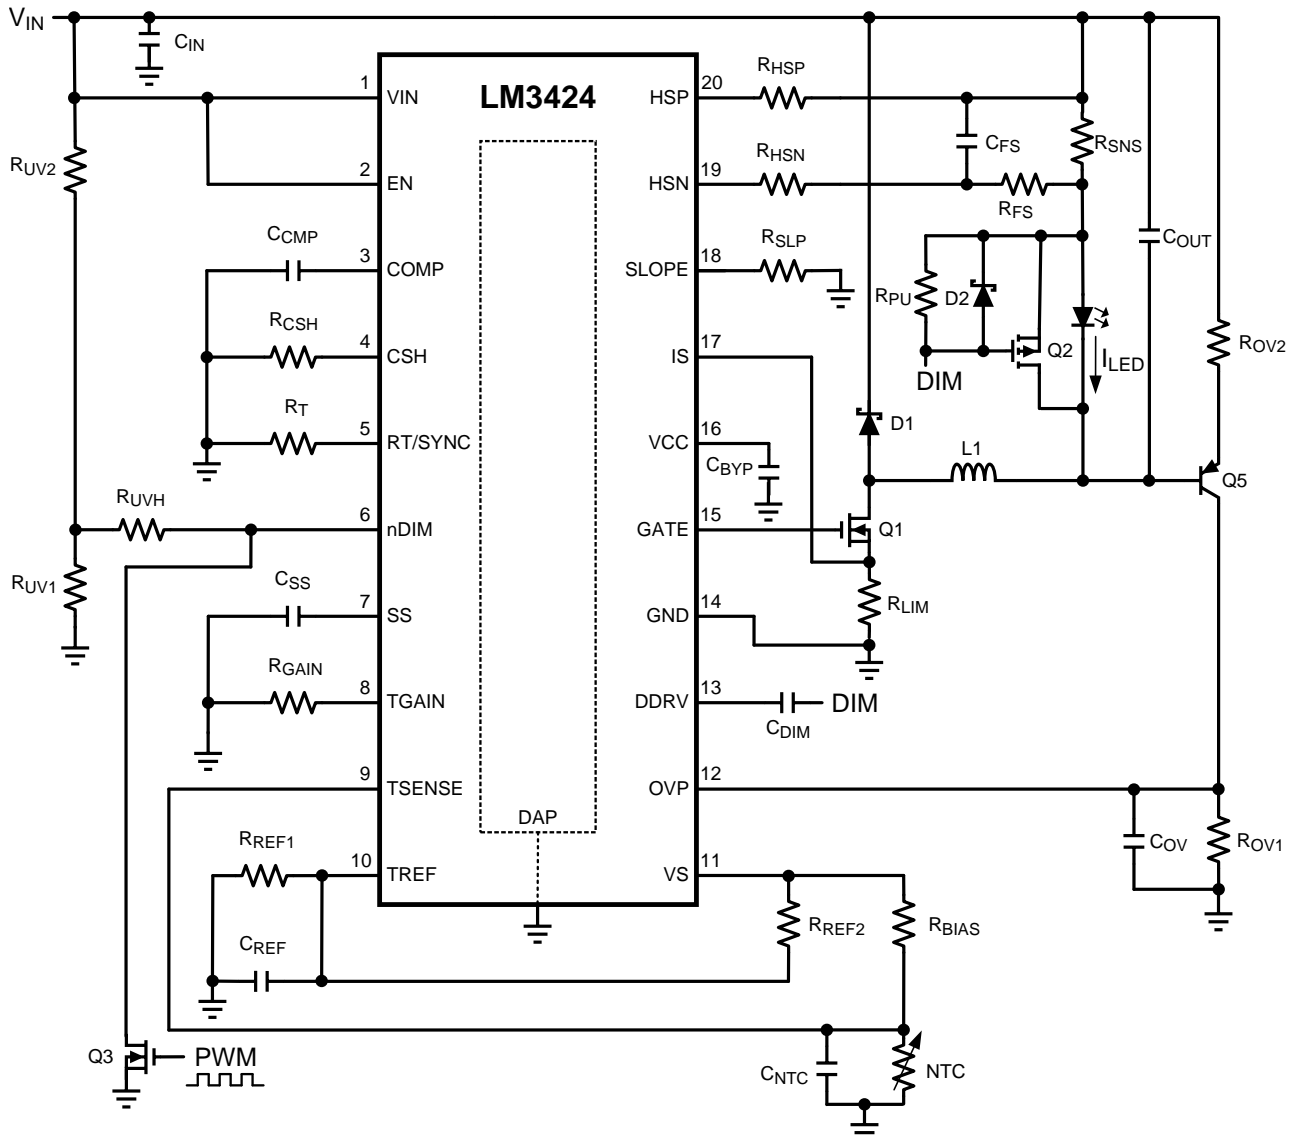 VIN
CIN
LM3424
1
VIN
20
HSP
RHSP
RUV2
2
EN
19
HSN
RHSN
CFS
RSNS
RFS
CCMP
3
COMP
18
SLOPE
RSLP
COUT
RPU
D2
Q2
DIM
ILED
ROV2
RCSH
4
CSH
17
IS
D1
RT
5
RT/SYNC
16
VCC
CBYP
L1
Q5
RUVH
6
nDIM
15
GATE
Q1
RUV1
CSS
7
SS
14
GND
RLIM
RGAIN
8
TGAIN
13
DDRV
CDIM
DIM
9
TSENSE
12
OVP
COV
ROV1
DAP
RREF1
10
TREF
11
VS
CREF
RREF2
RBIAS
Q3
PWM
CNTC
NTC